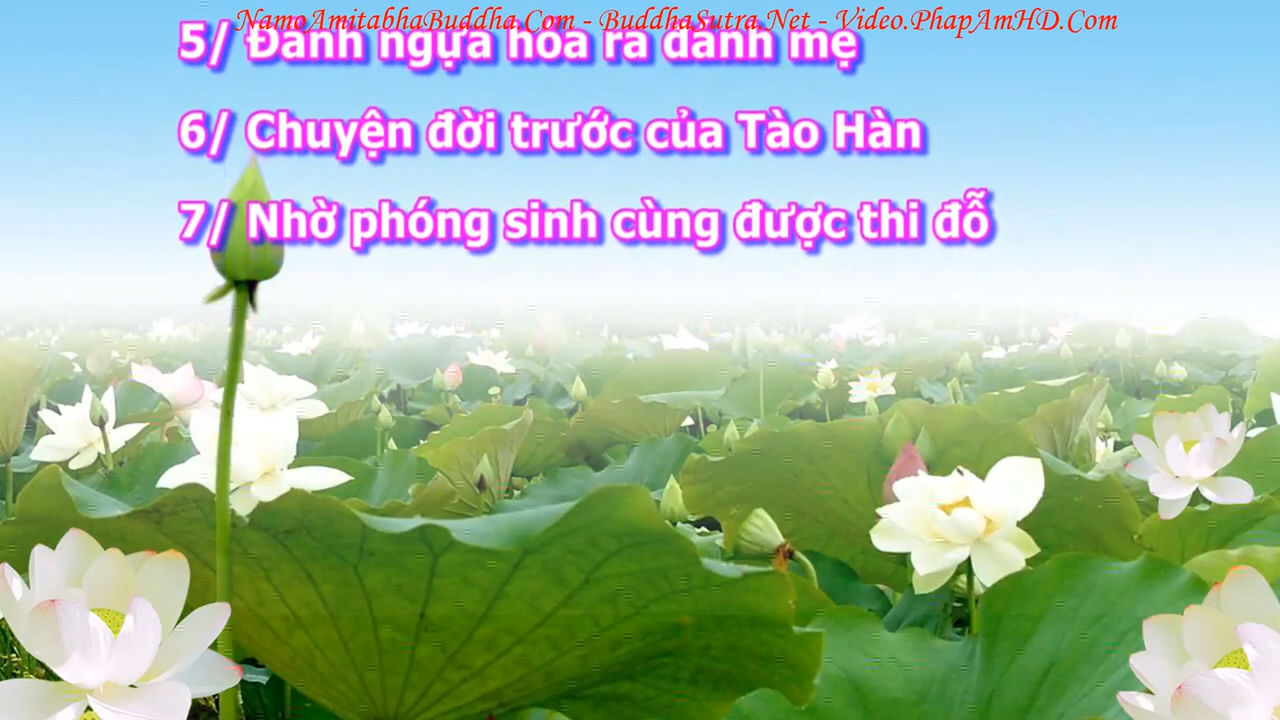 NamoAmitabhaBuddha.Com - BuddhaSutra.Net - Video.PhapAmHD.Com
5/ Đánh ngựa hóa ra đánh mẹ
6/ Chuyện đời trước của Tào Hàn
7/ Nhờ phóng sinh cùng được thi đỗ